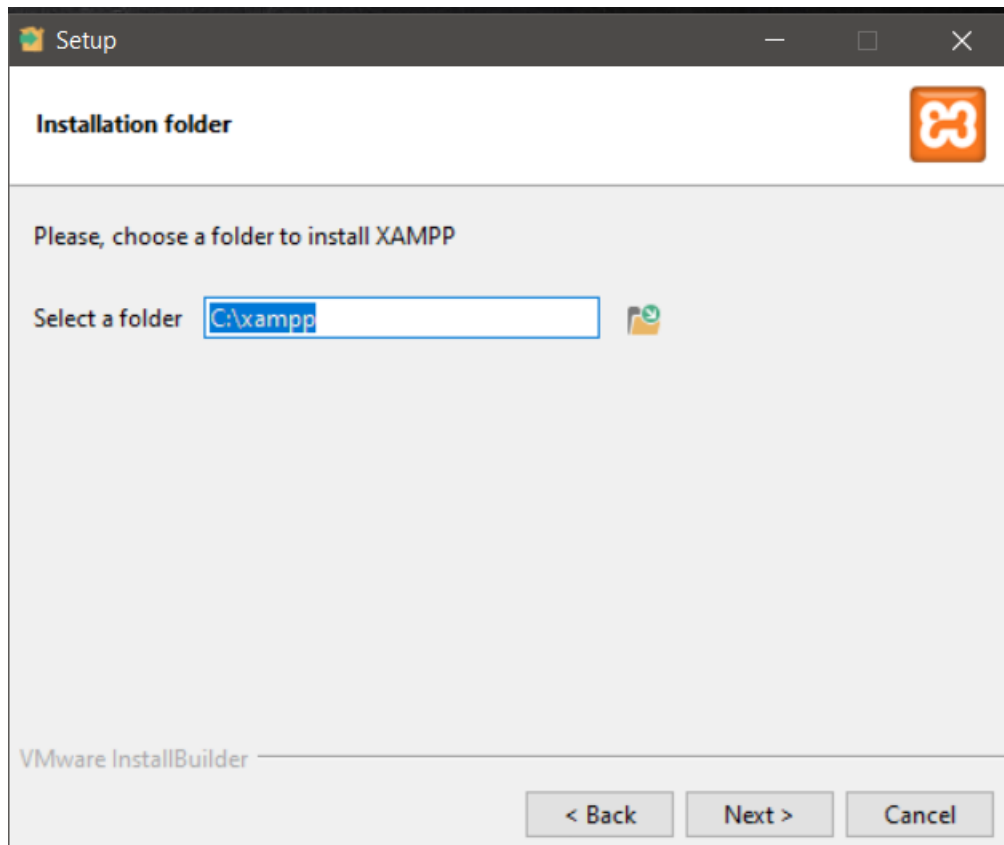 Setup
Installation folder
Please, choose a folder to install XAMPP
Select a folder C:\xampp
VMware InstallBuilder
< Back Next > Cancel